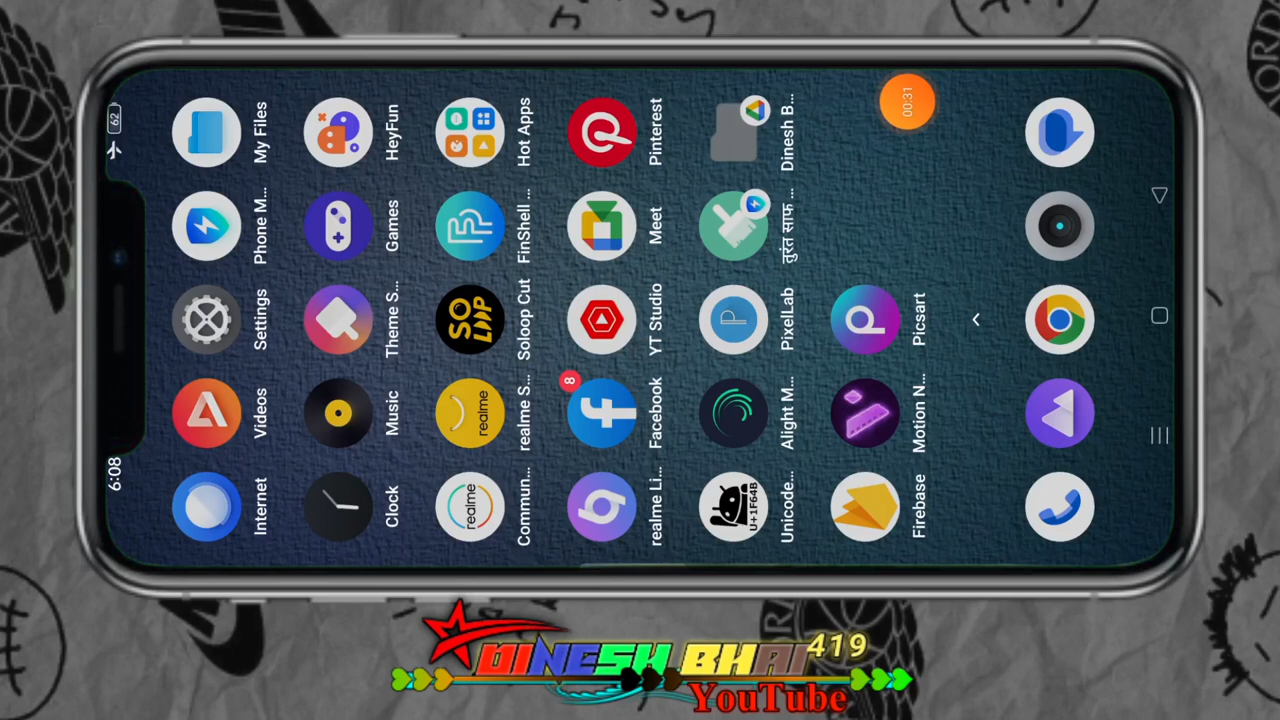 6:08
62
00:31
Internet
Videos
Settings
Phone M...
My Files
Clock
Music
Theme S...
Games
HeyFun
Commun...
realme S...
Soloop Cut
FinShell ...
Hot Apps
realme
realme
SO
LOOP
realme Li...
Facebook
YT Studio
Meet
Pinterest
8
Unicode...
Alight M...
PixelLab
तुरंत साफ़ ...
Dinesh B...
U+1F64B
Firebase
Motion N...
Picsart
DINESH BHAI 419
YouTube